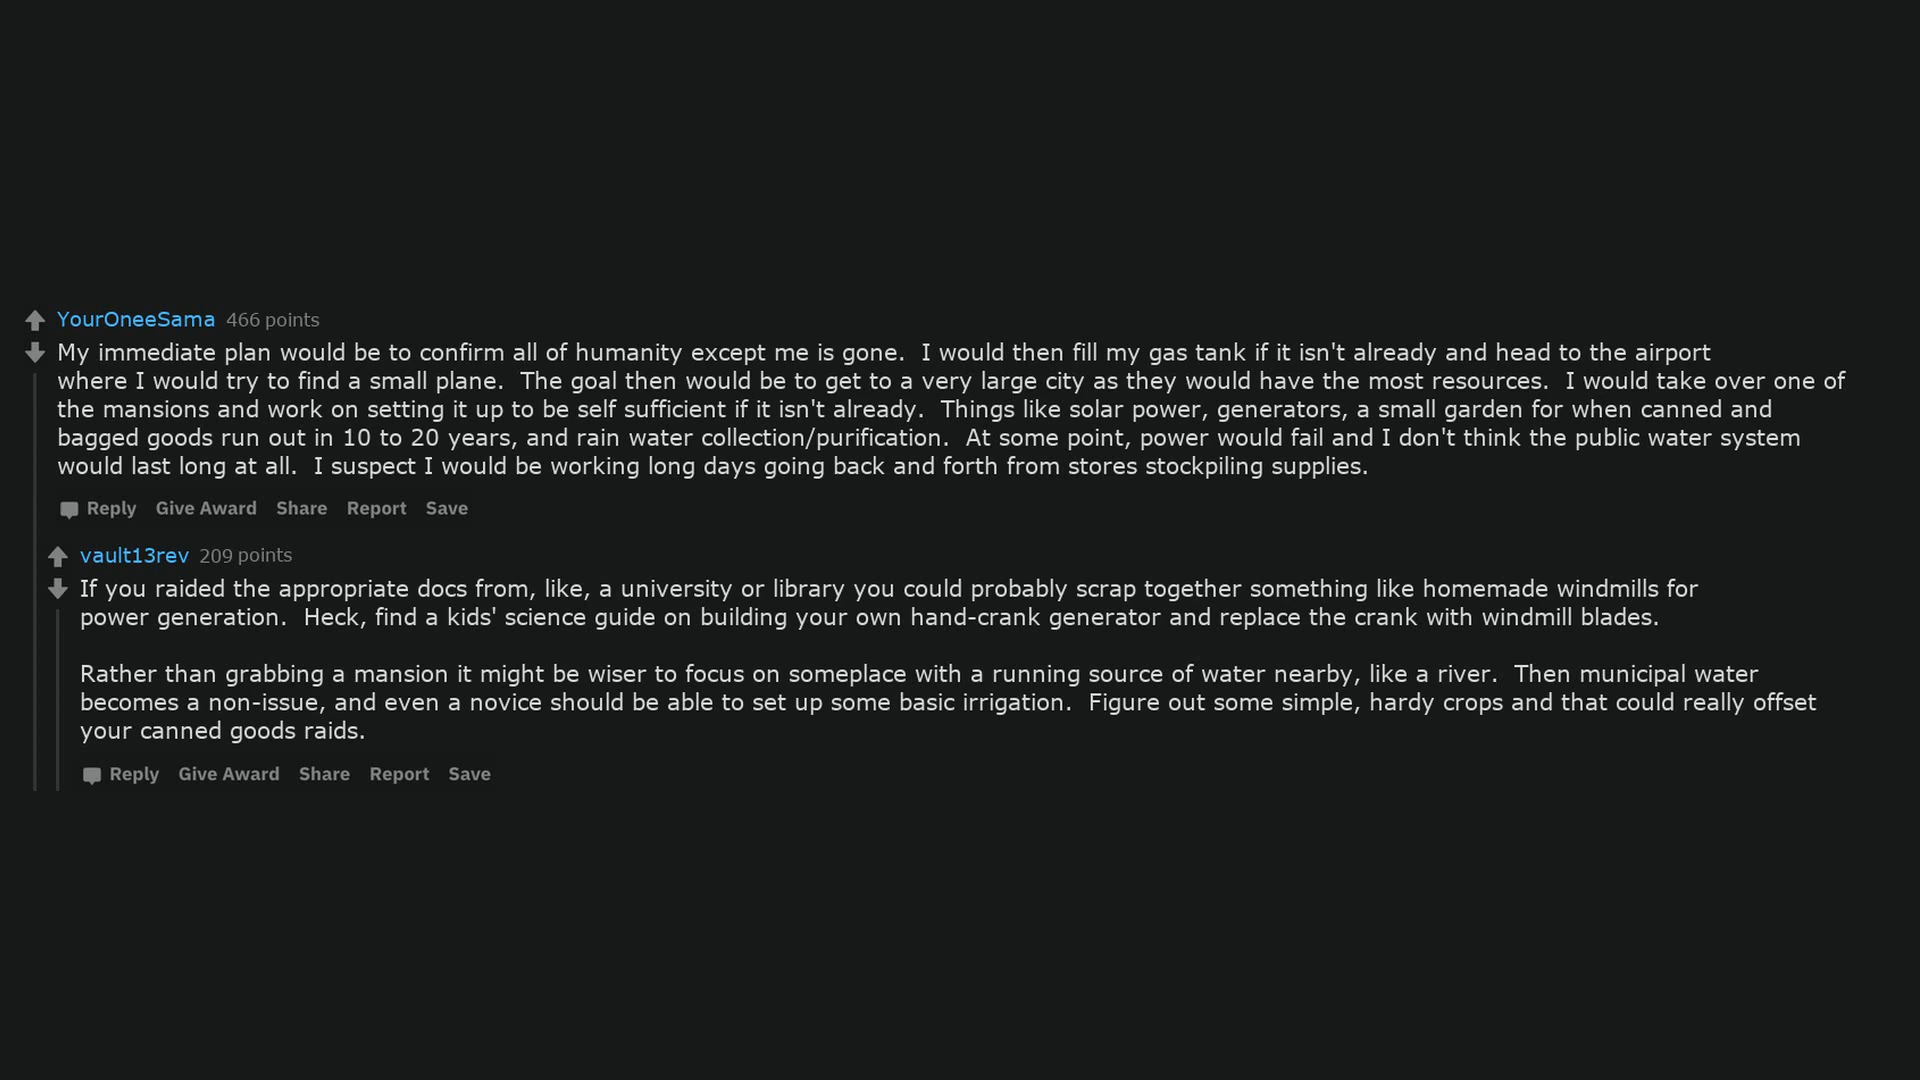 YourOneeSama 466 points
My immediate plan would be to confirm all of humanity except me is gone.  I would then fill my gas tank if it isn't already and head to the airport
where I would try to find a small plane.  The goal then would be to get to a very large city as they would have the most resources.  I would take over one of
the mansions and work on setting it up to be self sufficient if it isn't already.  Things like solar power, generators, a small garden for when canned and
bagged goods run out in 10 to 20 years, and rain water collection/purification.  At some point, power would fail and I don't think the public water system
would last long at all.  I suspect I would be working long days going back and forth from stores stockpiling supplies.
Reply Give Award Share Report Save
vault13rev 209 points
If you raided the appropriate docs from, like, a university or library you could probably scrap together something like homemade windmills for
power generation.  Heck, find a kids' science guide on building your own hand-crank generator and replace the crank with windmill blades.
Rather than grabbing a mansion it might be wiser to focus on someplace with a running source of water nearby, like a river.  Then municipal water
becomes a non-issue, and even a novice should be able to set up some basic irrigation.  Figure out some simple, hardy crops and that could really offset
your canned goods raids.
Reply Give Award Share Report Save